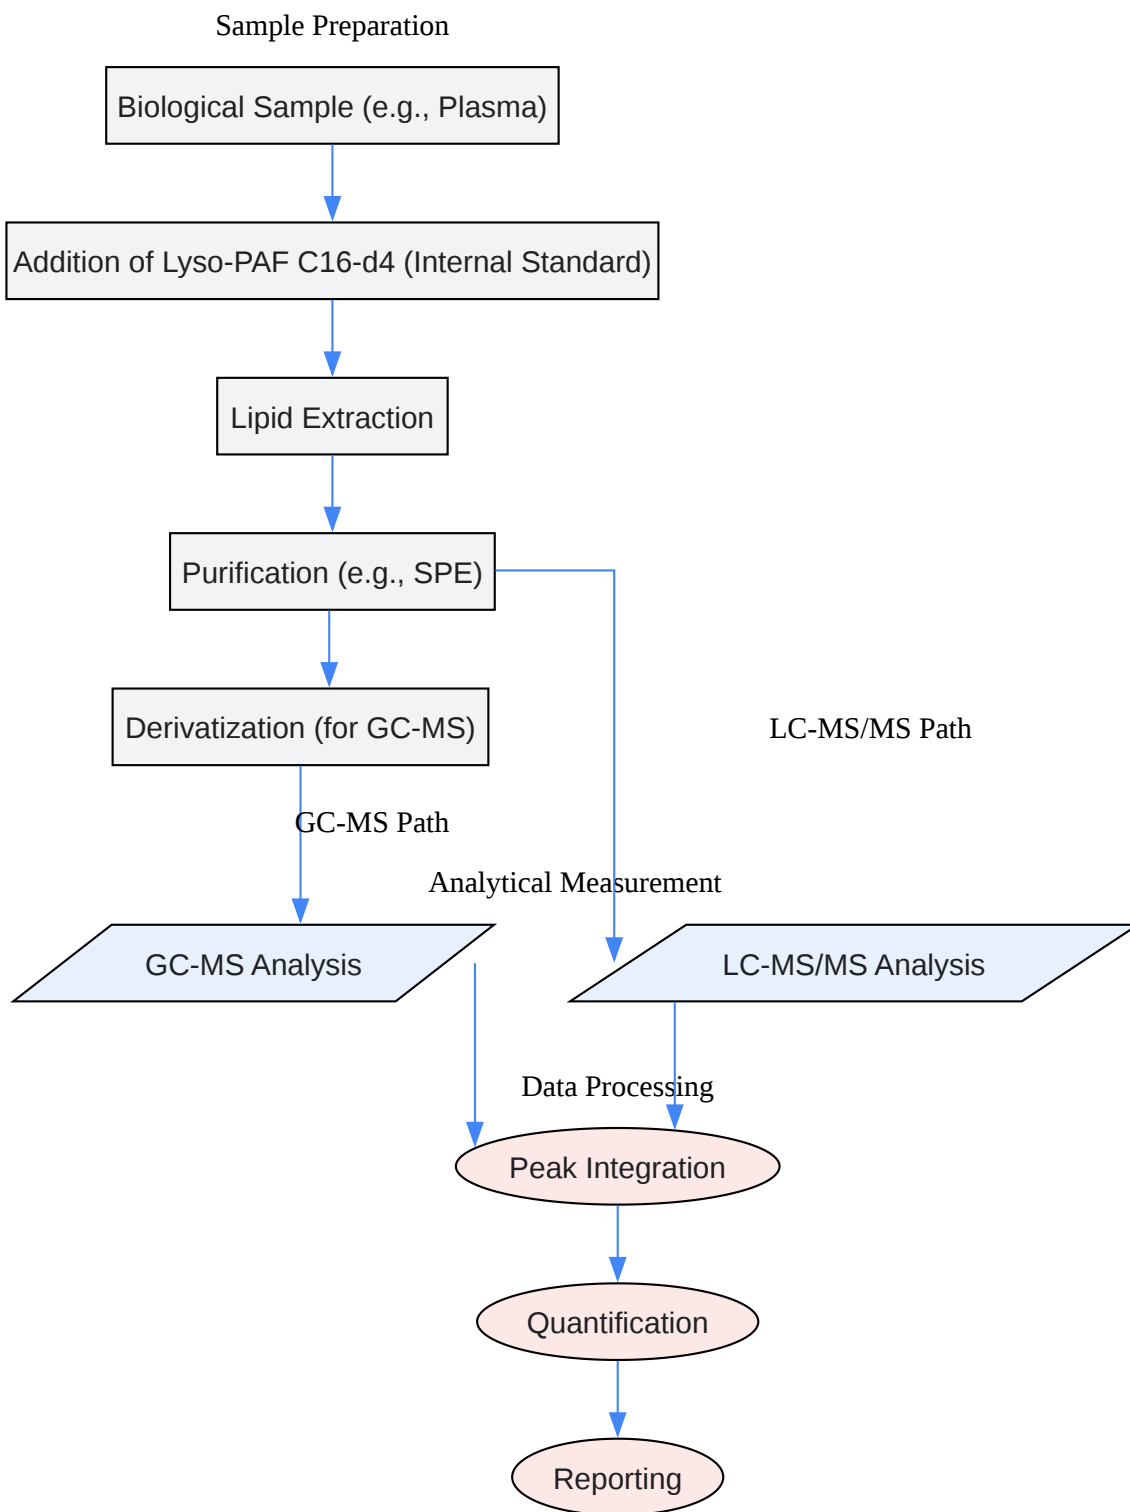 Sample Preparation
Biological Sample (e.g., Plasma)
Addition of Lyso-PAF C16-d4 (Internal Standard)
Lipid Extraction
Purification (e.g., SPE)
Derivatization (for GC-MS)
LC-MS/MS Path
GC-MS Path
Analytical Measurement
GC-MS Analysis
LC-MS/MS Analysis
Data Processing
Peak Integration
Quantification
Reporting